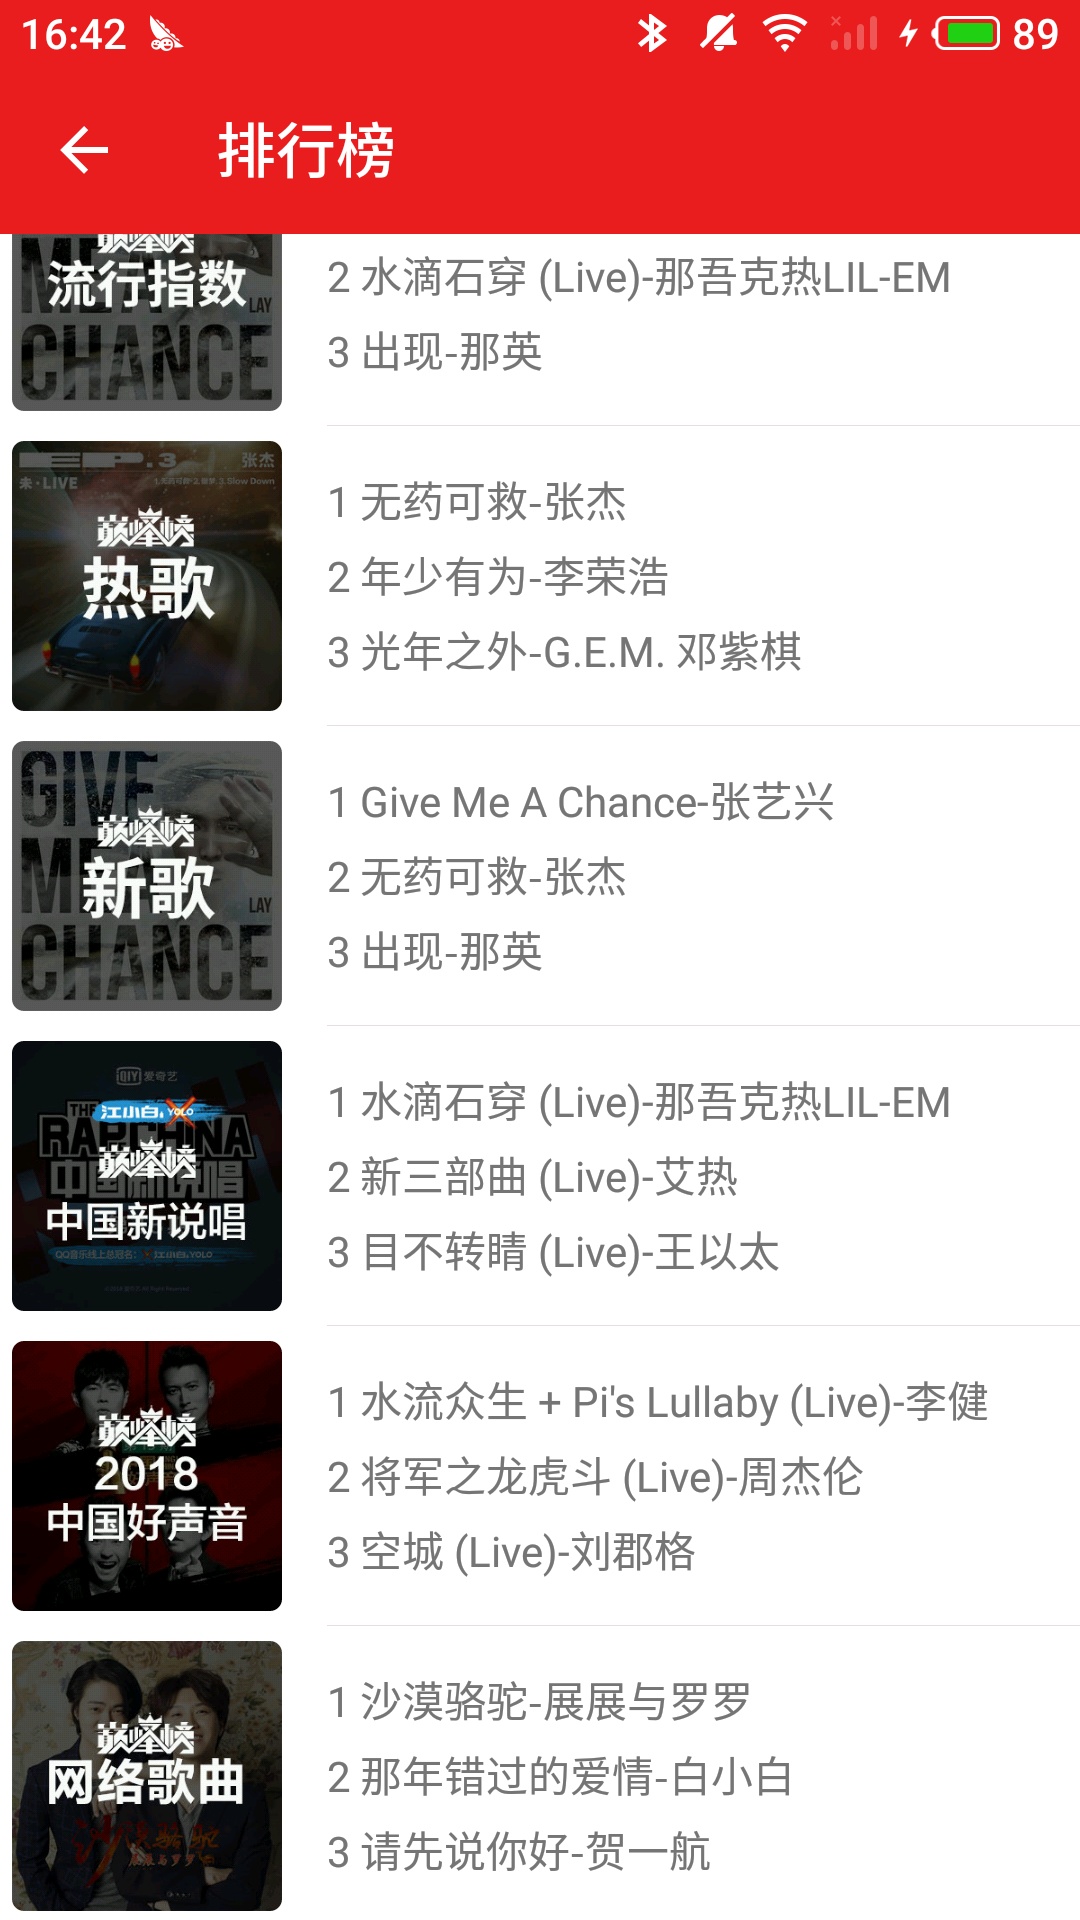 16:42
89
排行榜
流行指数
LAY
CHANCE
2 水滴石穿 (Live)-那吾克热LIL-EM
3 出现-那英
EP.3 张杰
未·LIVE
巅峰榜
热歌
1 无药可救-张杰
2 年少有为-李荣浩
3 光年之外-G.E.M. 邓紫棋
GIVE
ME
巅峰榜
新歌
LAY
CHANCE
1 Give Me A Chance-张艺兴
2 无药可救-张杰
3 出现-那英
QIY 爱奇艺
THE
江小白 YOLO
RAP CHINA
巅峰榜
中国新说唱
1 水滴石穿 (Live)-那吾克热LIL-EM
2 新三部曲 (Live)-艾热
3 目不转睛 (Live)-王以太
巅峰榜
2018
中国好声音
1 水流众生 + Pi's Lullaby (Live)-李健
2 将军之龙虎斗 (Live)-周杰伦
3 空城 (Live)-刘郡格
巅峰榜
网络歌曲
沙漠骆驼
展展与罗罗
1 沙漠骆驼-展展与罗罗
2 那年错过的爱情-白小白
3 请先说你好-贺一航